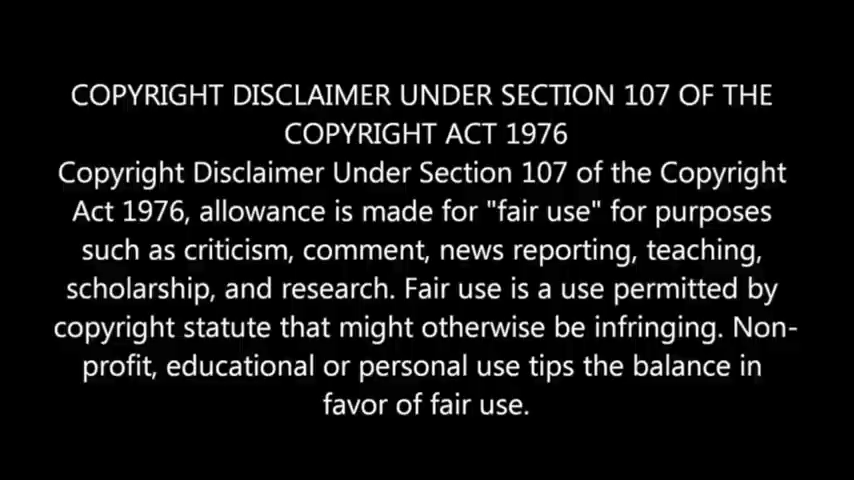 COPYRIGHT DISCLAIMER UNDER SECTION 107 OF THE
COPYRIGHT ACT 1976
Copyright Disclaimer Under Section 107 of the Copyright
Act 1976, allowance is made for "fair use" for purposes
such as criticism, comment, news reporting, teaching,
scholarship, and research. Fair use is a use permitted by
copyright statute that might otherwise be infringing. Non-
profit, educational or personal use tips the balance in
favor of fair use.